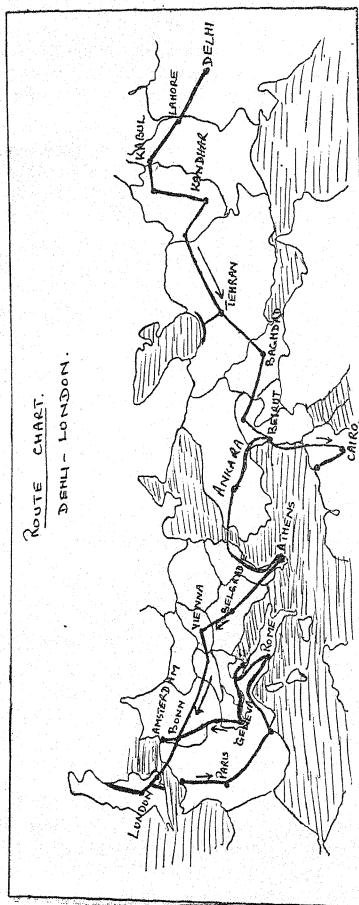 ROUTE CHART.
DEHLI - LONDON.
DELHI
LAHORE
KABUL
KANDHAR
TEHRAN
BAGHDAD
BEIRUT
CAIRO
ANKARA
ATHENS
BELGRAD
VIENNA
ROME
GENEVA
AMSTERDAM
BONN
PARIS
LONDON